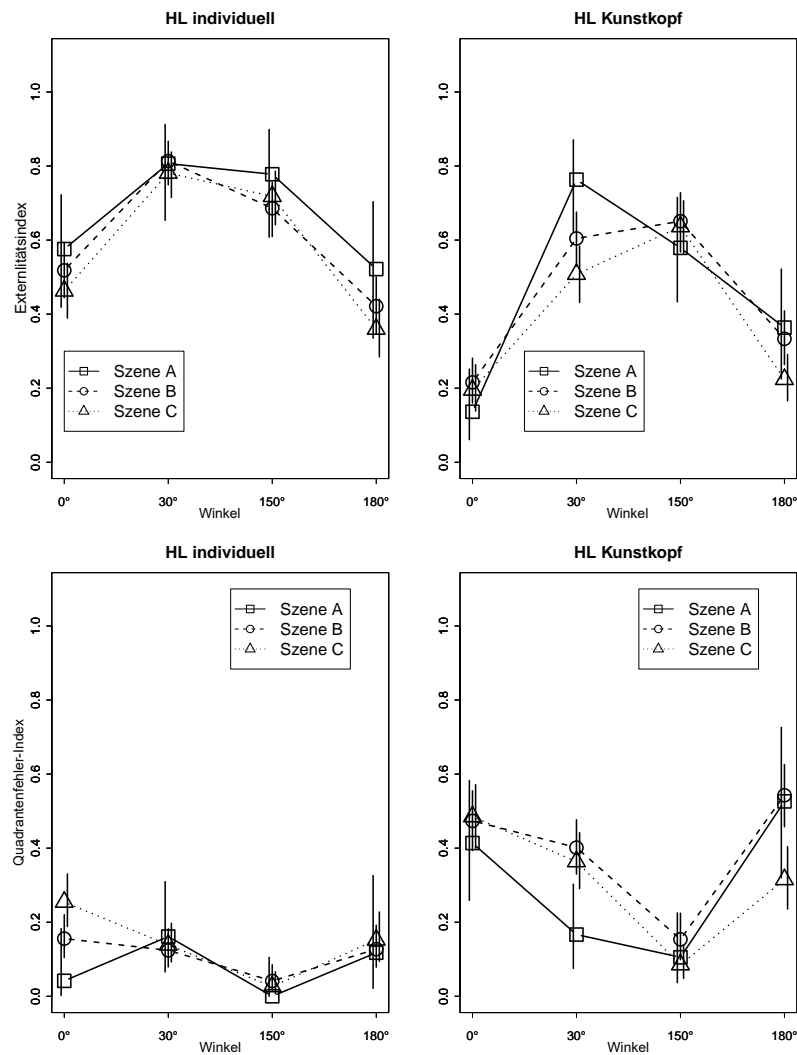 HL individuell
Externlitätsindex
0.0 0.2 0.4 0.6 0.8 1.0
Szene A
Szene B
Szene C
0° 30° 150° 180°
Winkel
HL Kunstkopf
0.0 0.2 0.4 0.6 0.8 1.0
Szene A
Szene B
Szene C
0° 30° 150° 180°
Winkel
HL individuell
Quadrantenfehler-Index
0.0 0.2 0.4 0.6 0.8 1.0
Szene A
Szene B
Szene C
0° 30° 150° 180°
Winkel
HL Kunstkopf
0.0 0.2 0.4 0.6 0.8 1.0
Szene A
Szene B
Szene C
0° 30° 150° 180°
Winkel